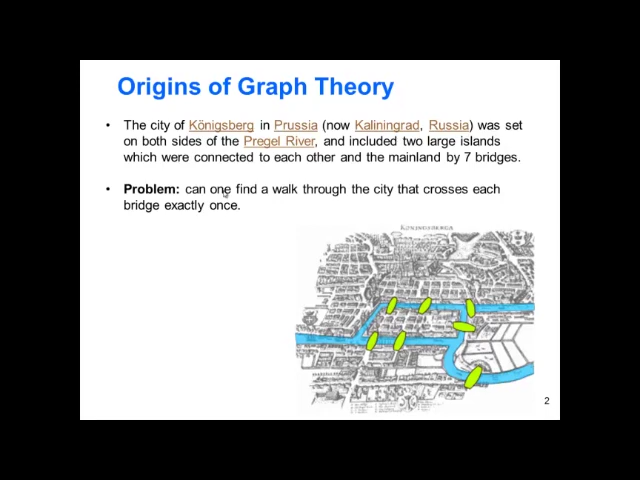 Origins of Graph Theory
• The city of Königsberg in Prussia (now Kaliningrad, Russia) was set
on both sides of the Pregel River, and included two large islands
which were connected to each other and the mainland by 7 bridges.
• Problem: can one find a walk through the city that crosses each
bridge exactly once.
2